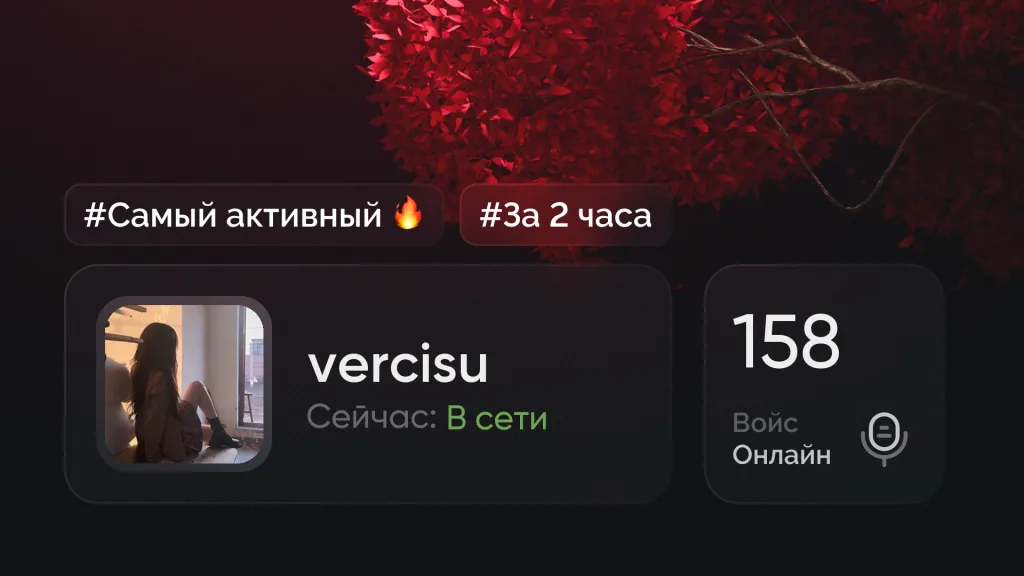 #Самый активный 🔥
#За 2 часа
vercisu
Сейчас: В сети
158
Войс
Онлайн